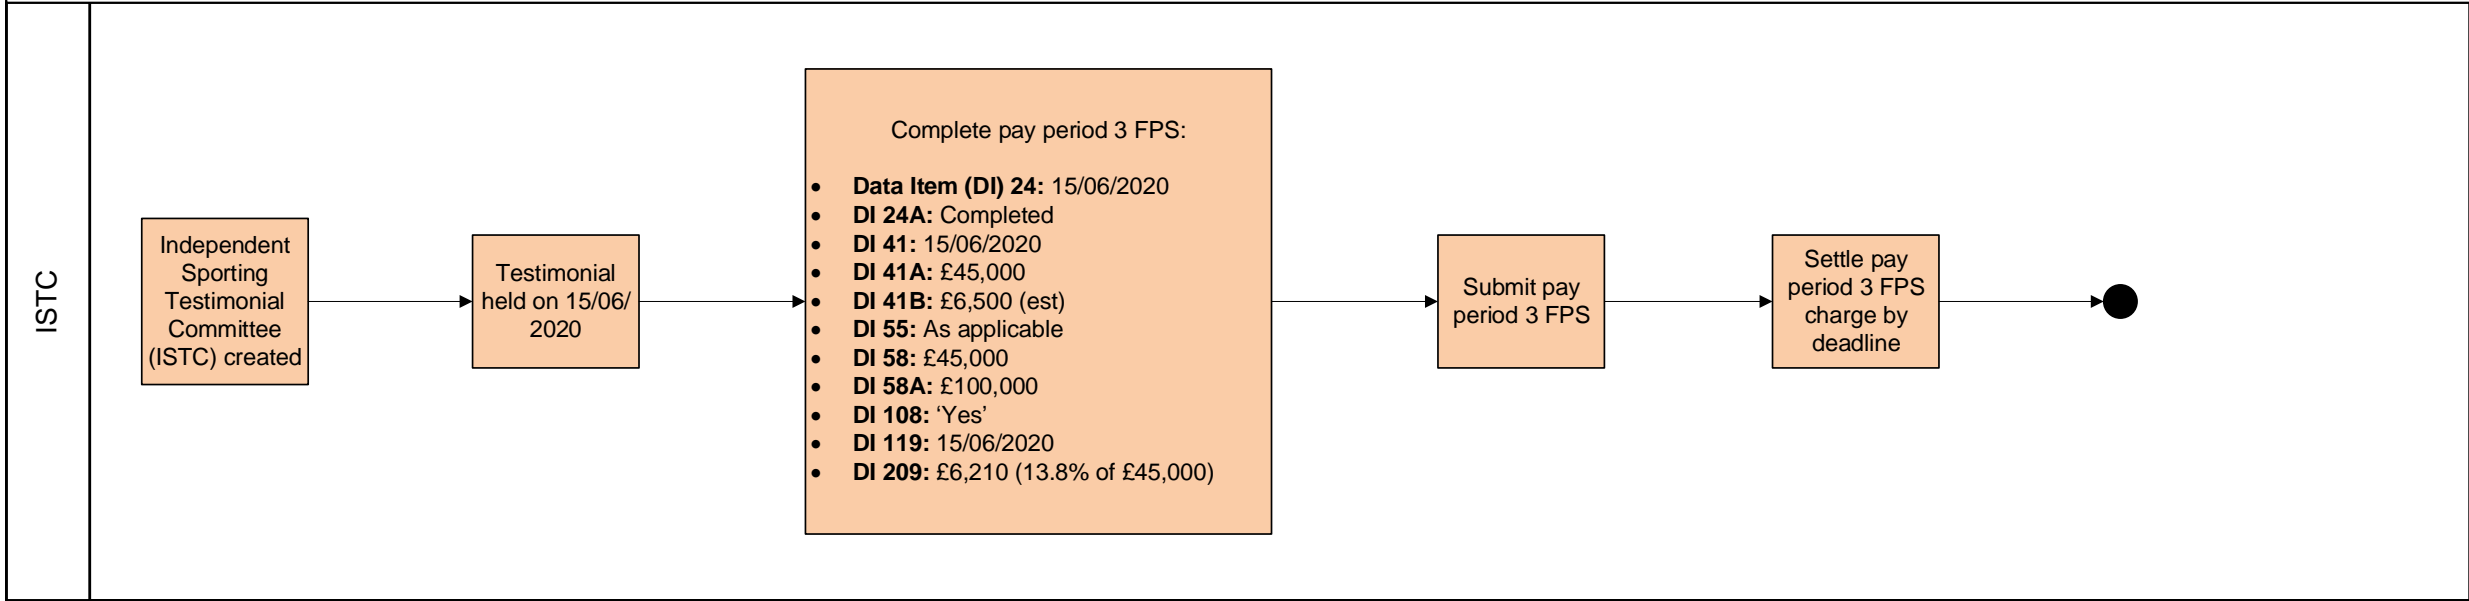 ISTC
Independent
Sporting
Testimonial
Committee
(ISTC) created
Testimonial
held on 15/06/
2020
Complete pay period 3 FPS:
• Data Item (DI) 24: 15/06/2020
• DI 24A: Completed
• DI 41: 15/06/2020
• DI 41A: £45,000
• DI 41B: £6,500 (est)
• DI 55: As applicable
• DI 58: £45,000
• DI 58A: £100,000
• DI 108: ‘Yes’
• DI 119: 15/06/2020
• DI 209: £6,210 (13.8% of £45,000)
Submit pay
period 3 FPS
Settle pay
period 3 FPS
charge by
deadline